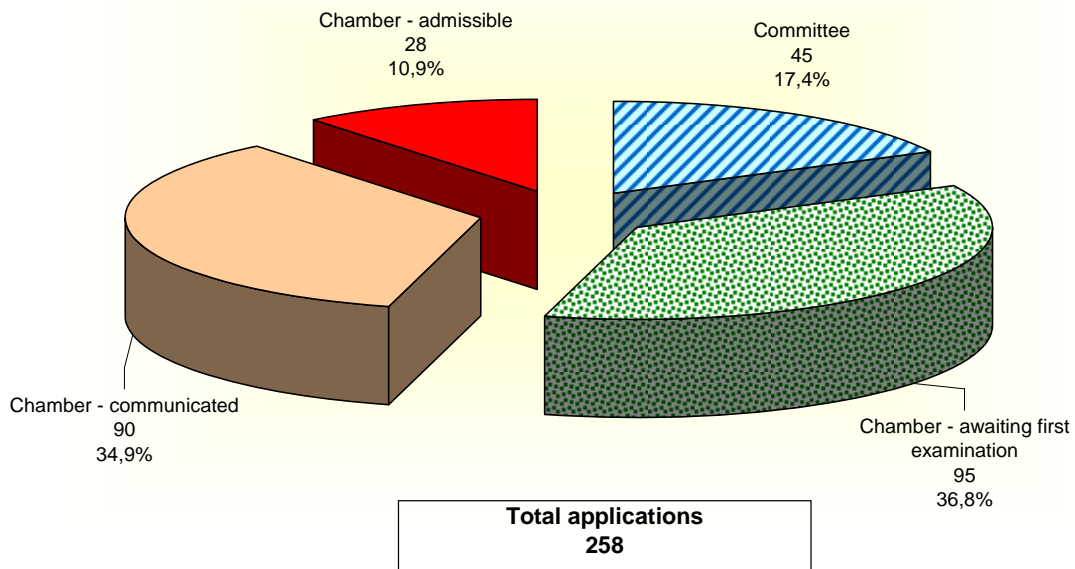 Chamber - admissible
28
10,9%
Committee
45
17,4%
Chamber - communicated
90
34,9%
Chamber - awaiting first
examination
95
36,8%
Total applications
258